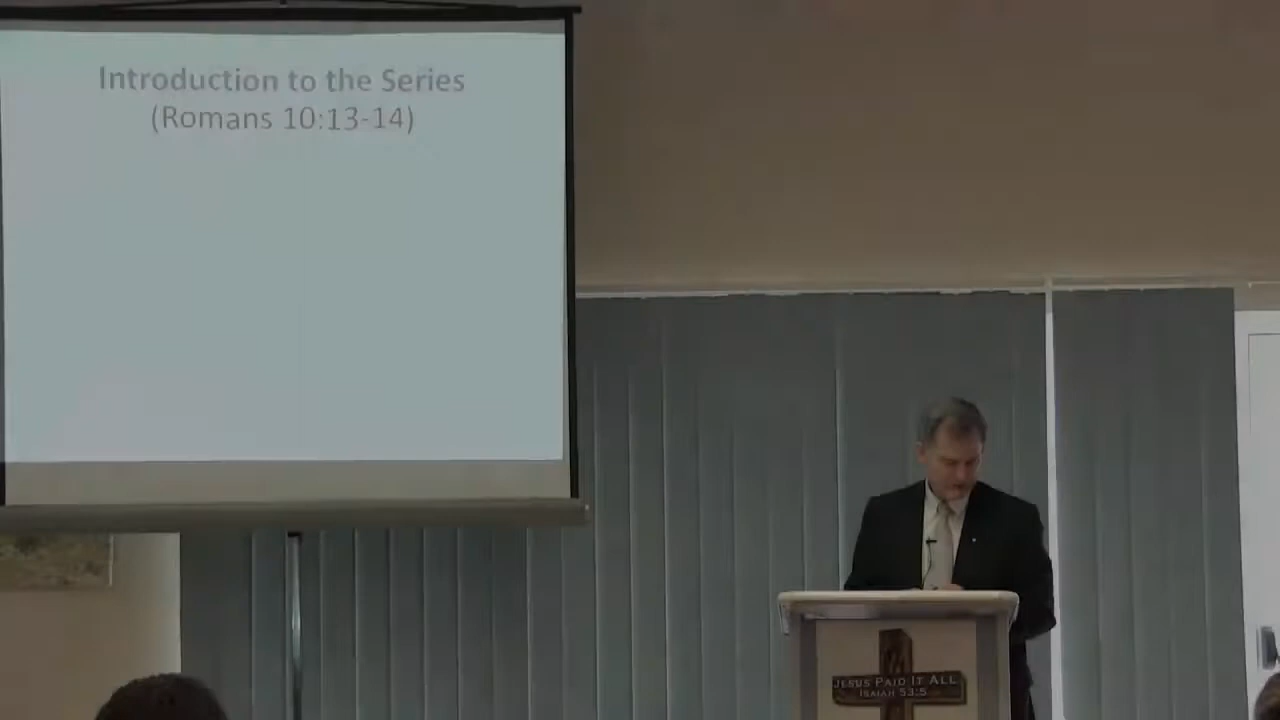 Introduction to the Series
(Romans 10:13-14)
JESUS PAID IT ALL
ISAIAH 53:5